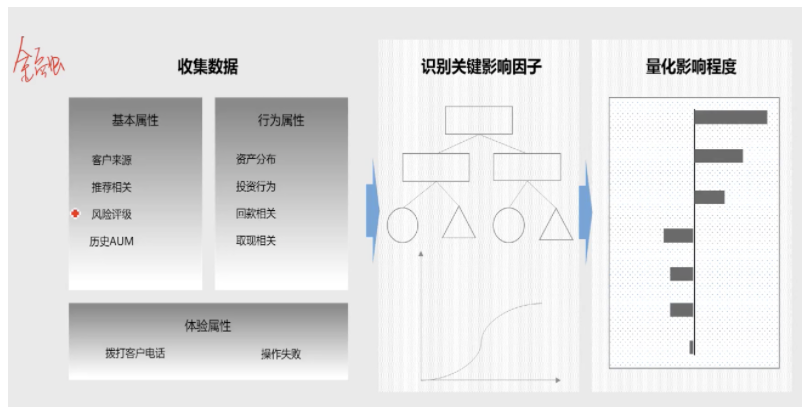 收集数据
识别关键影响因子
量化影响程度
基本属性
行为属性
客户来源
资产分布
推荐相关
投资行为
风险评级
回款相关
历史AUM
取现相关
体验属性
拨打客户电话
操作失败